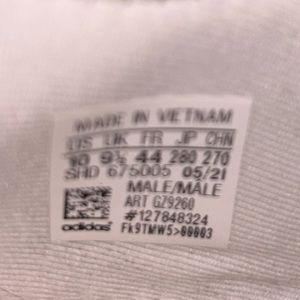 MADE IN VIETNAM
US UK FR JP CHN
10 9½ 44 280 270
SHD 675005 05/21
MALE/MÂLE
ART GZ9260
#127848324
adidas Fk9TMW5>00003